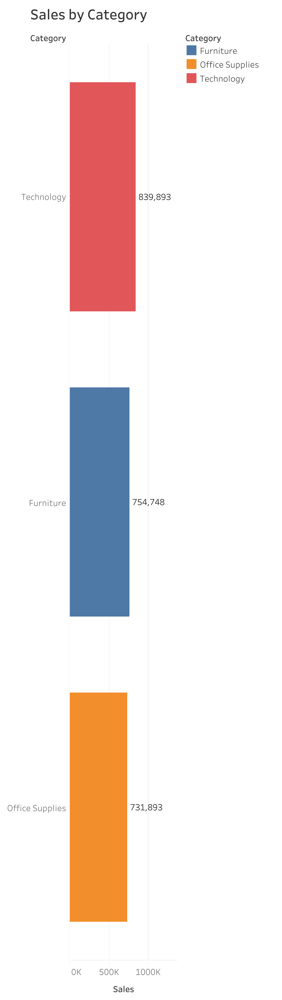 Sales by Category
Category
Category
Furniture
Office Supplies
Technology
Technology
839,893
Furniture
754,748
Office Supplies
731,893
0K 500K 1000K
Sales